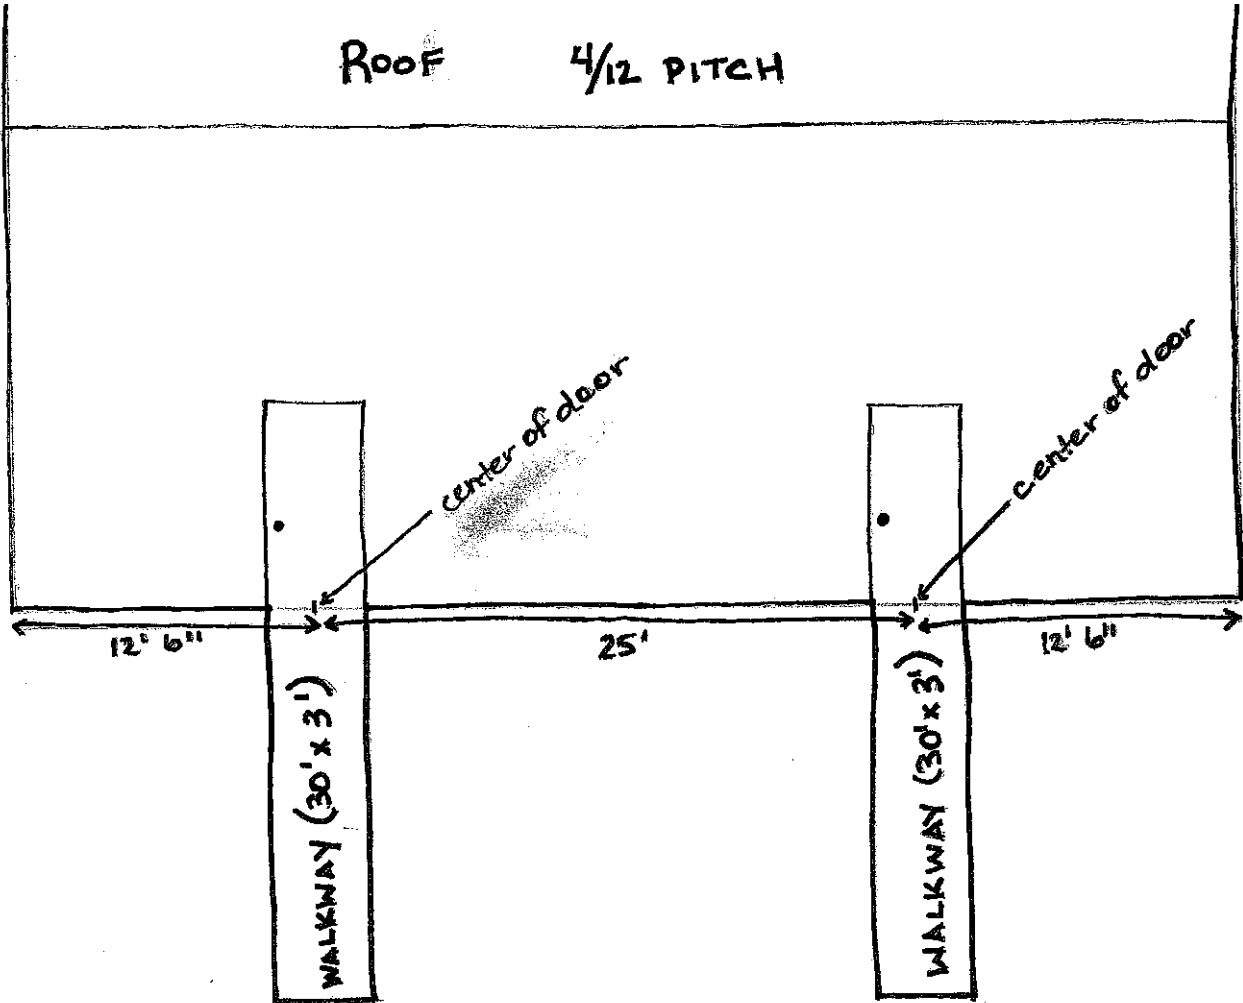 ROOF 4/12 PITCH
center of door
center of door
12' 6"
25'
12' 6"
WALKWAY (30' x 3')
WALKWAY (30' x 3')